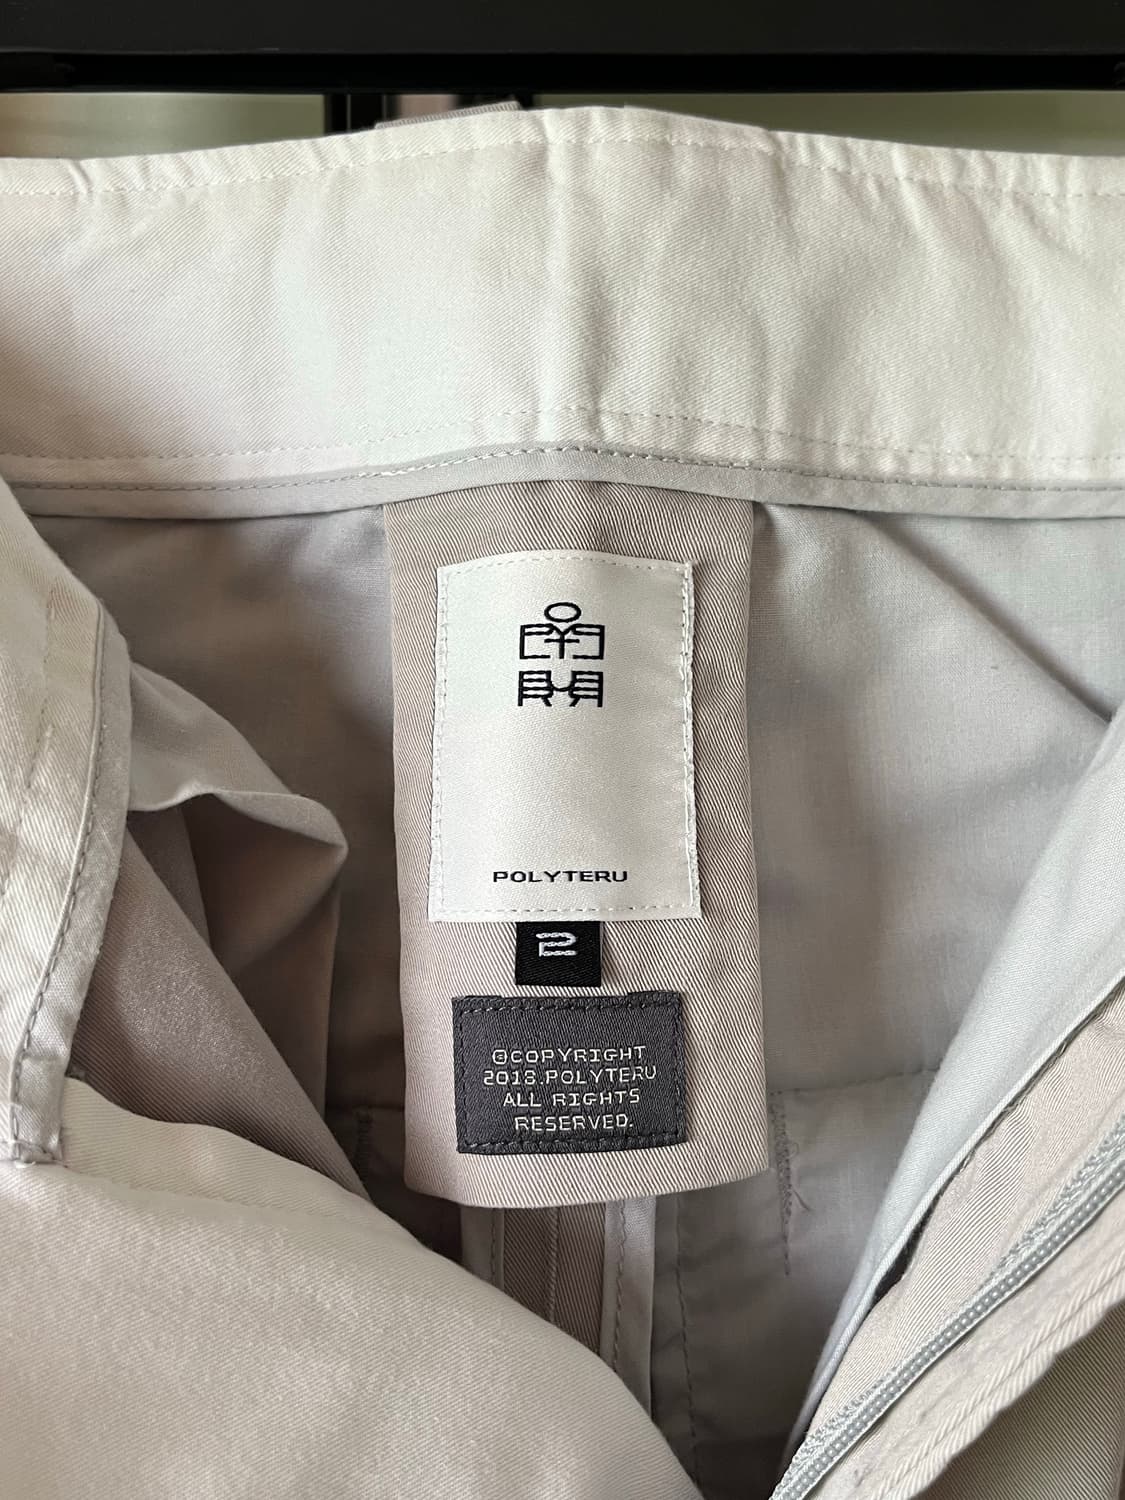 POLYTERU
2
©COPYRIGHT
2018.POLYTERU
ALL RIGHTS
RESERVED.